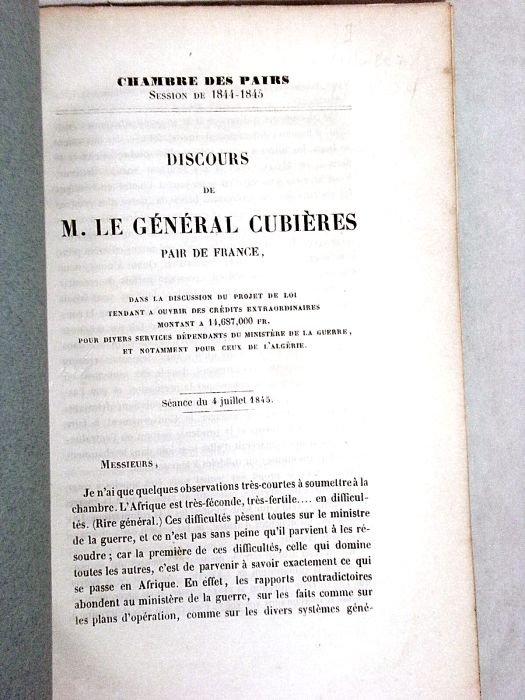 CHAMBRE DES PAIRS
SESSION DE 1844-1845
DISCOURS
DE
M. LE GÉNÉRAL CUBIÈRES
PAIR DE FRANCE,
DANS LA DISCUSSION DU PROJET DE LOI
TENDANT A OUVRIR DES CRÉDITS EXTRAORDINAIRES
MONTANT A 14,687,000 FR.
POUR DIVERS SERVICES DÉPENDANTS DU MINISTÈRE DE LA GUERRE,
ET NOTAMMENT POUR CEUX DE L'ALGÉRIE.
Séance du 4 juillet 1845.
MESSIEURS,
Je n'ai que quelques observations très-courtes à soumettre à la
chambre. L'Afrique est très-féconde, très-fertile.... en difficul-
tés. (Rire général.) Ces difficultés pèsent toutes sur le ministre
de la guerre, et ce n'est pas sans peine qu'il parvient à les ré-
soudre ; car la première de ces difficultés, celle qui domine
toutes les autres, c'est de parvenir à savoir exactement ce qui
se passe en Afrique. En effet, les rapports contradictoires
abondent au ministère de la guerre, sur les faits comme sur
les plans d'opération, comme sur les divers systèmes géné-